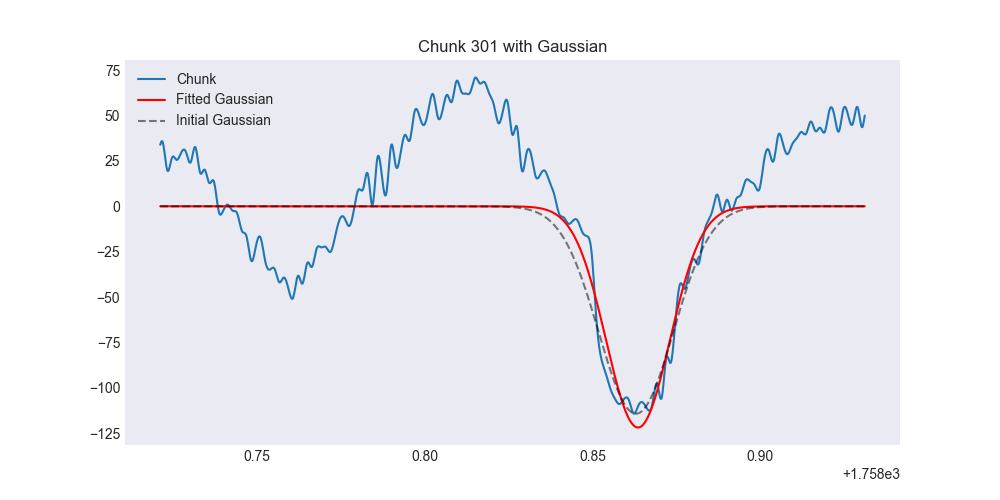 Chunk 301 with Gaussian
Chunk
Fitted Gaussian
Initial Gaussian
75
50
25
0
−25
−50
−75
−100
−125
0.75 0.80 0.85 0.90
+1.758e3